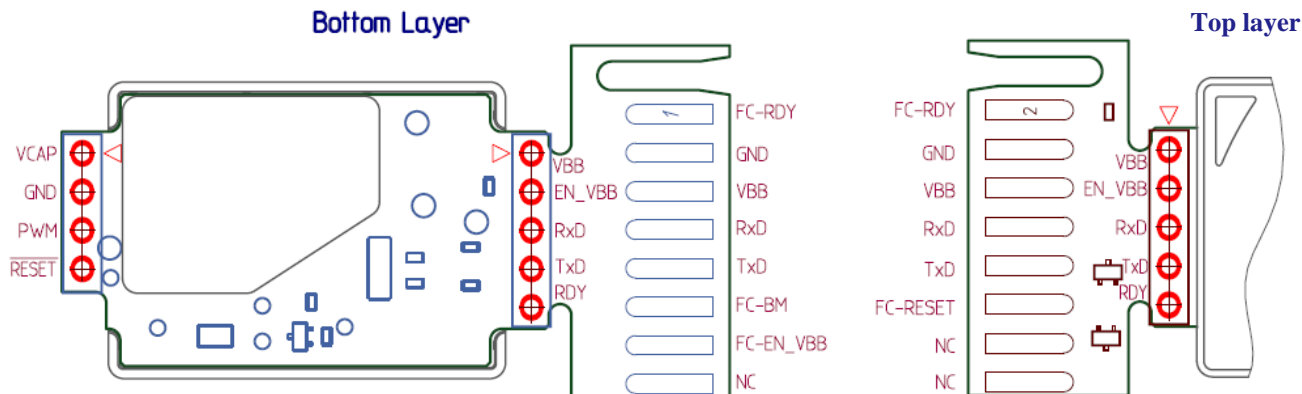 Bottom Layer
Top layer
VCAP
GND
PWM
RESET
VBB
EN_VBB
RxD
TxD
RDY
1
FC-RDY
GND
VBB
RxD
TxD
FC-BM
FC-EN_VBB
NC
FC-RDY
GND
VBB
RxD
TxD
FC-RESET
NC
NC
2
VBB
EN_VBB
RxD
TxD
RDY